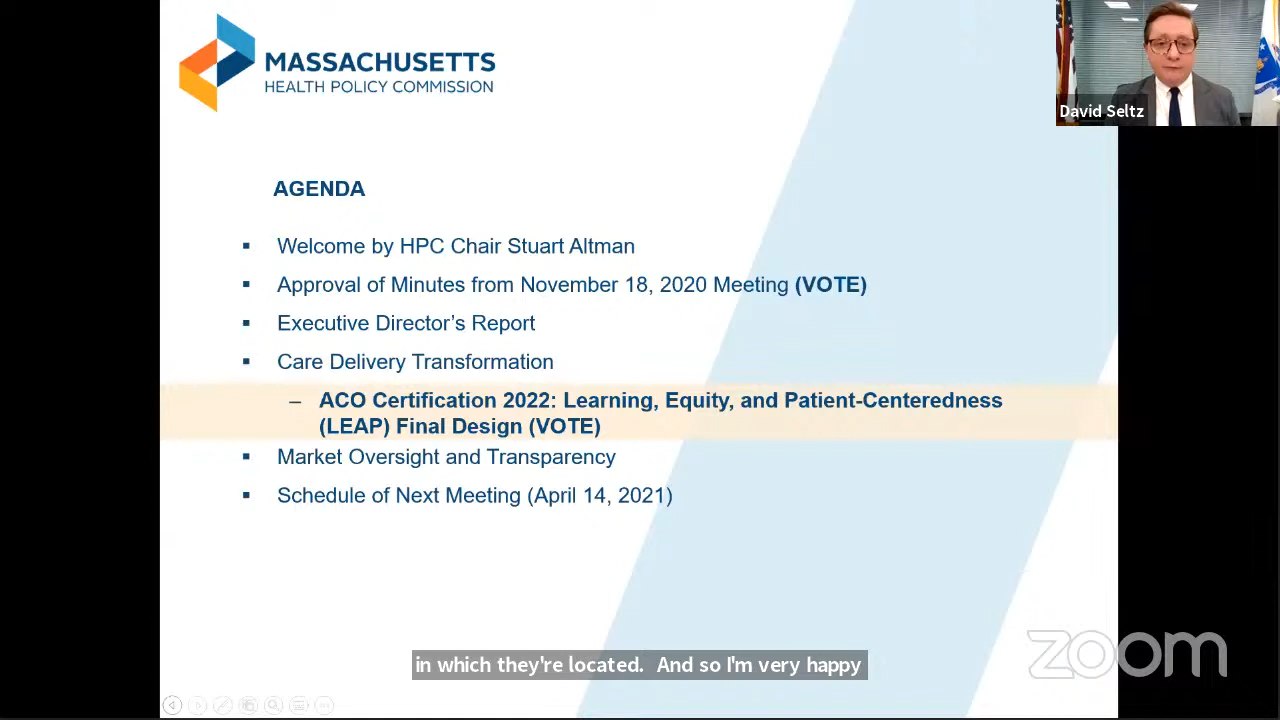 MASSACHUSETTS
HEALTH POLICY COMMISSION
David Seltz
AGENDA
▪ Welcome by HPC Chair Stuart Altman
▪ Approval of Minutes from November 18, 2020 Meeting (VOTE)
▪ Executive Director’s Report
▪ Care Delivery Transformation
– ACO Certification 2022: Learning, Equity, and Patient-Centeredness
(LEAP) Final Design (VOTE)
▪ Market Oversight and Transparency
▪ Schedule of Next Meeting (April 14, 2021)
in which they're located. And so I'm very happy
zoom